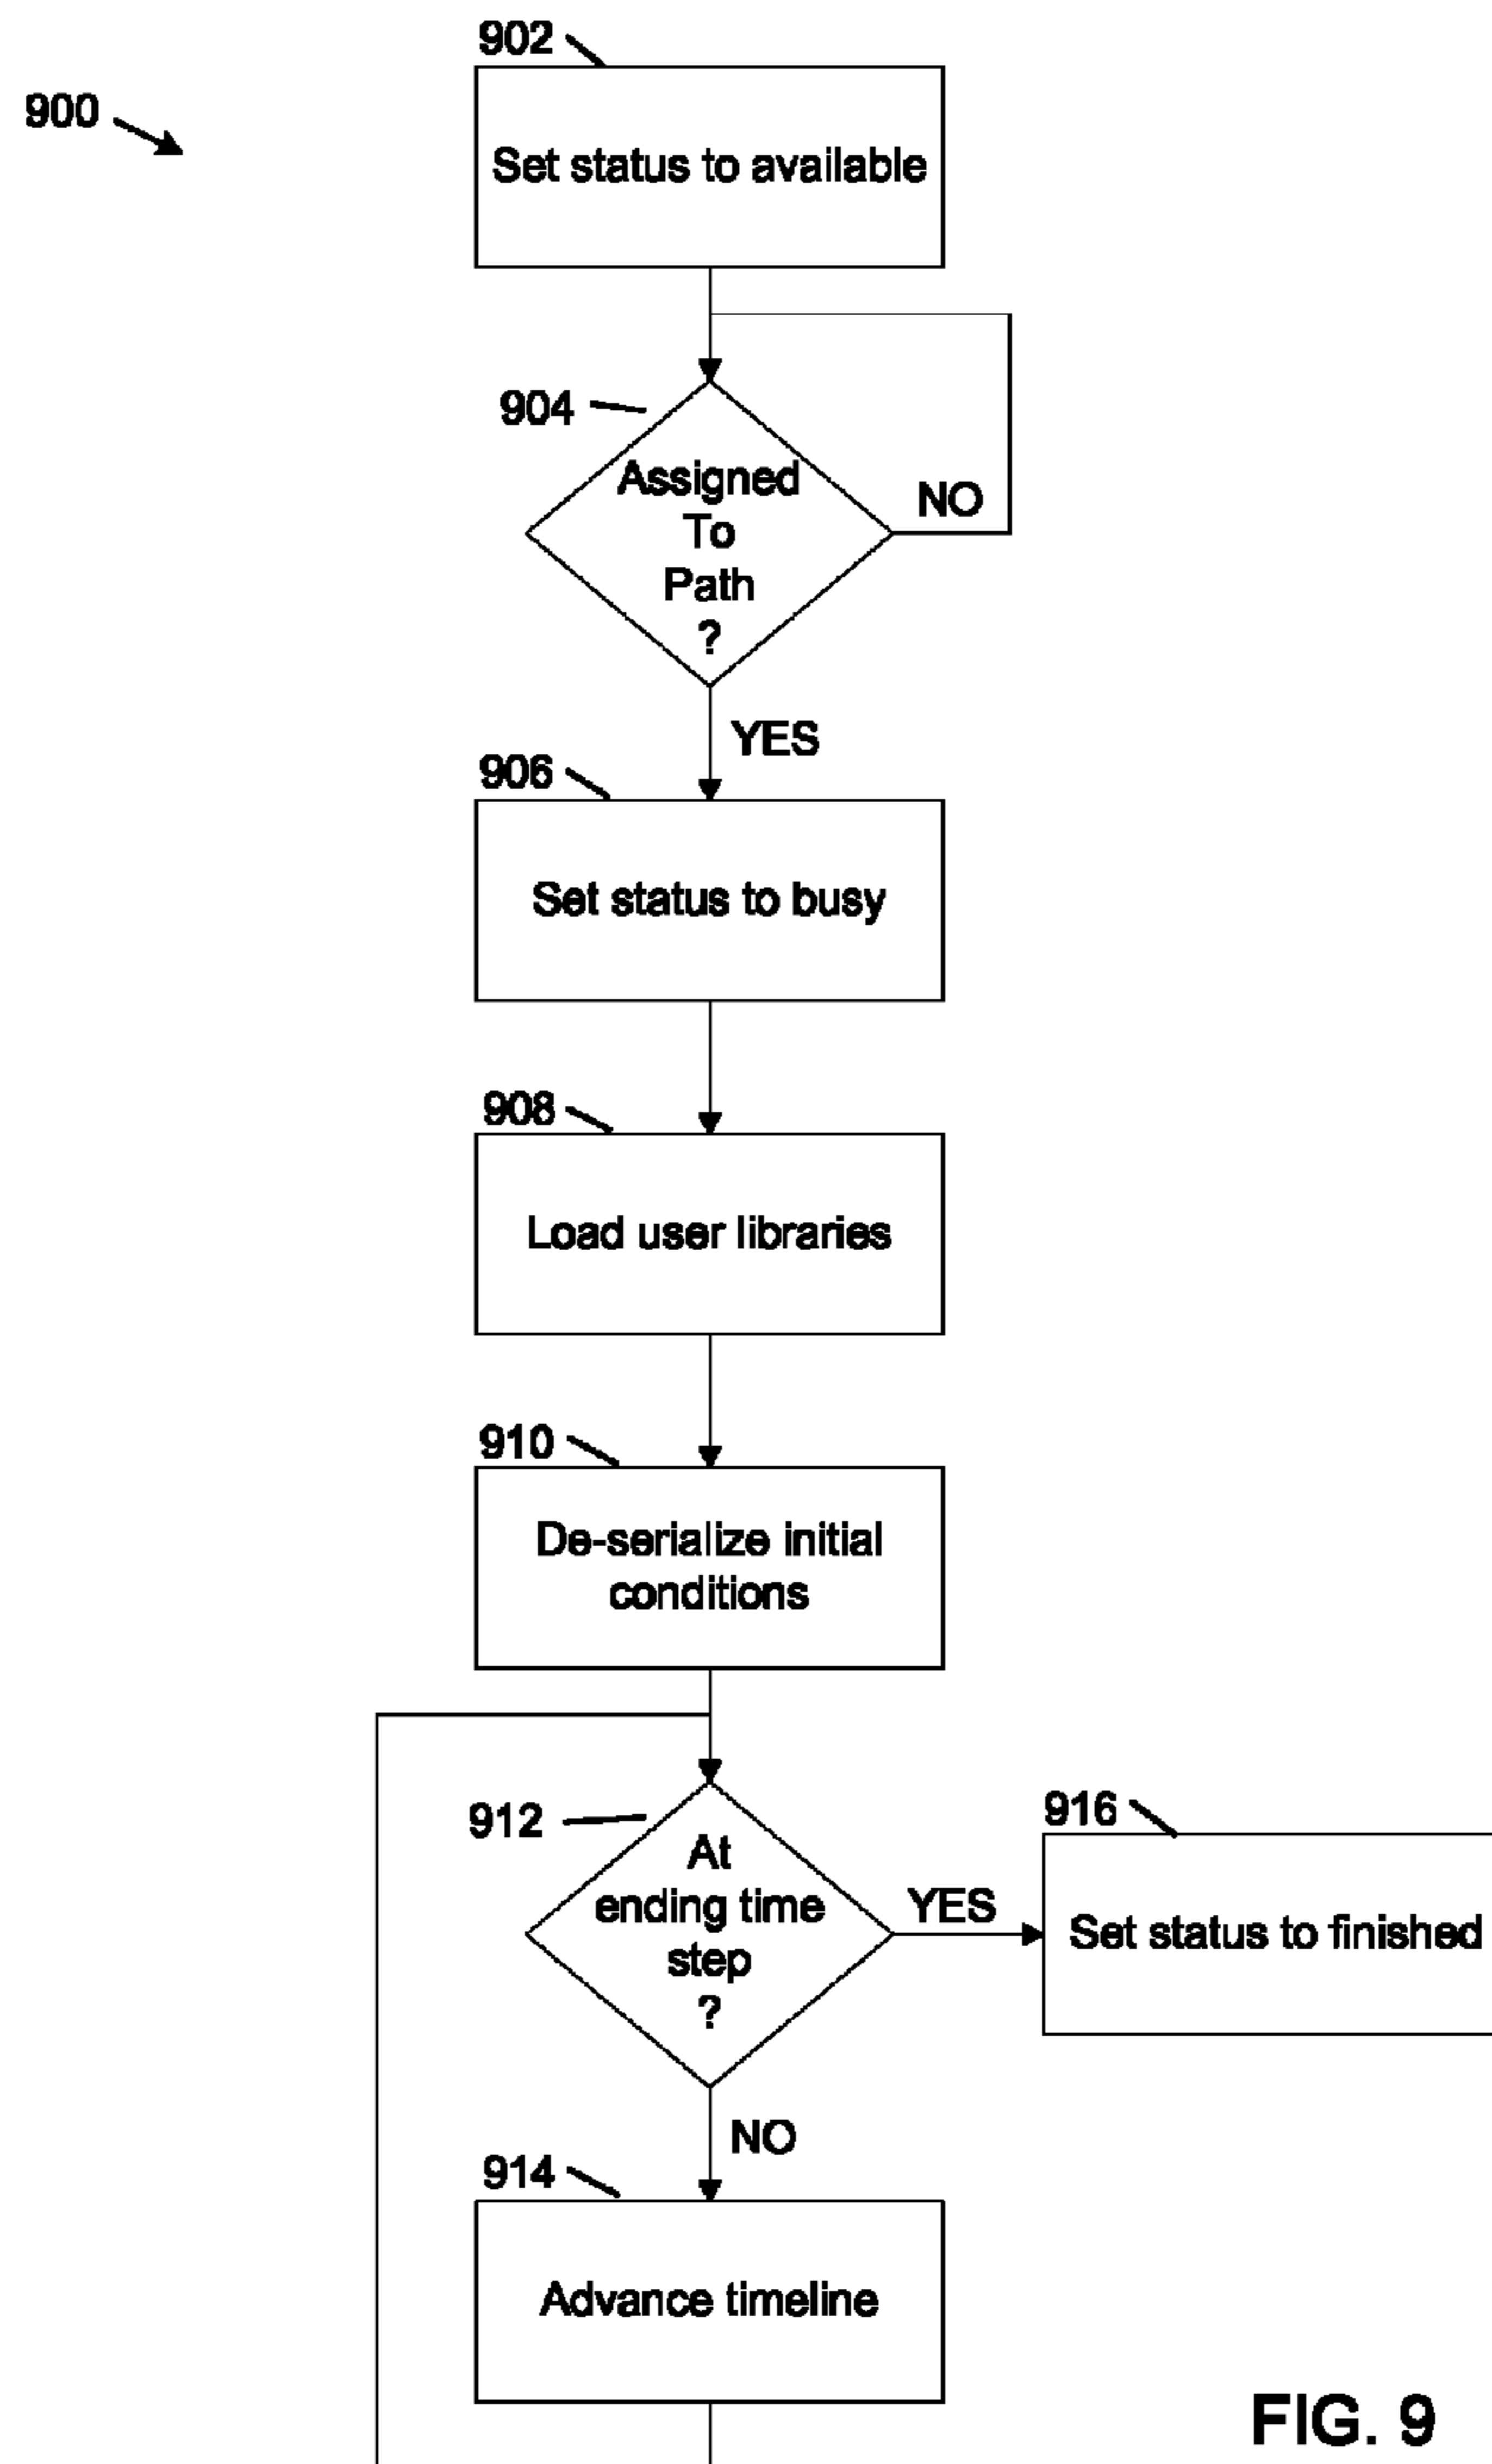 902
900
Set status to available
904
Assigned
To
Path
?
NO
YES
906
Set status to busy
908
Load user libraries
910
De-serialize initial
conditions
912
At
ending time
step
?
YES
916
Set status to finished
NO
914
Advance timeline
FIG. 9